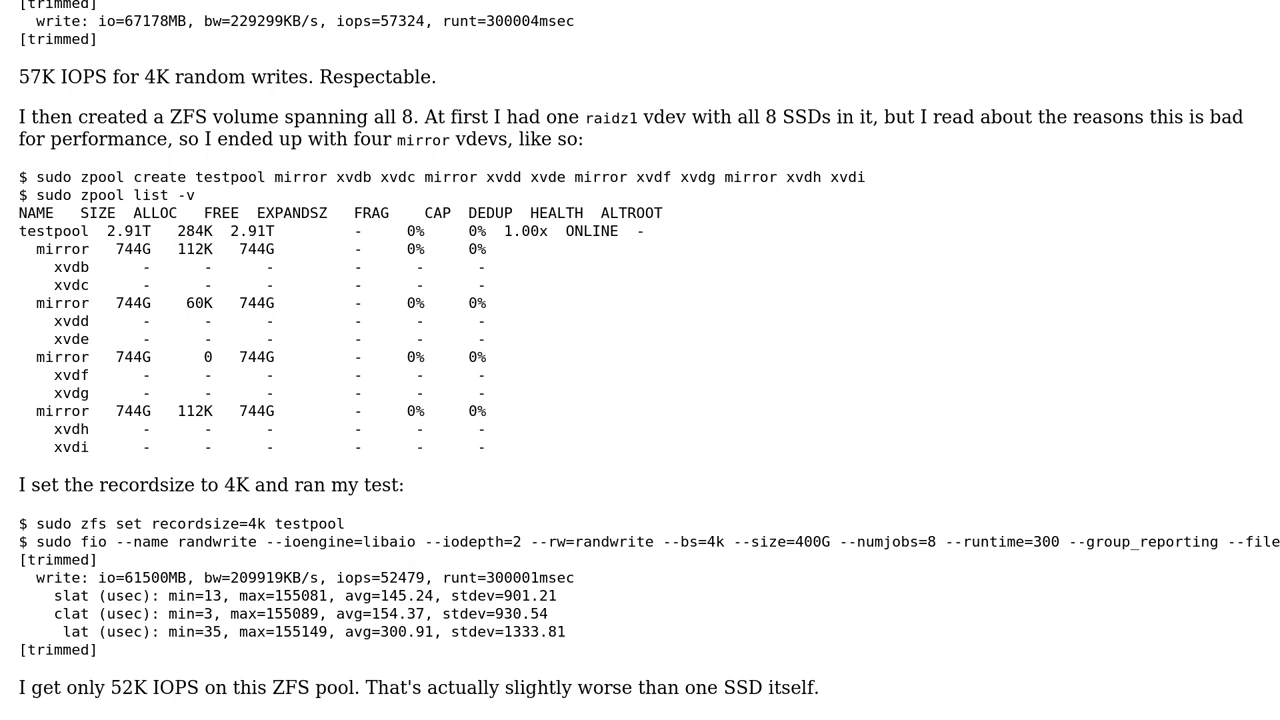 [trimmed]
  write: io=67178MB, bw=229299KB/s, iops=57324, runt=300004msec
[trimmed]
57K IOPS for 4K random writes. Respectable.
I then created a ZFS volume spanning all 8. At first I had one raidz1 vdev with all 8 SSDs in it, but I read about the reasons this is bad
for performance, so I ended up with four mirror vdevs, like so:
$ sudo zpool create testpool mirror xvdb xvdc mirror xvdd xvde mirror xvdf xvdg mirror xvdh xvdi
$ sudo zpool list -v
NAME   SIZE  ALLOC   FREE  EXPANDSZ   FRAG    CAP  DEDUP  HEALTH  ALTROOT
testpool  2.91T   284K  2.91T         -     0%     0%  1.00x  ONLINE  -
  mirror   744G   112K   744G         -     0%     0%
    xvdb      -      -      -         -      -      -
    xvdc      -      -      -         -      -      -
  mirror   744G    60K   744G         -     0%     0%
    xvdd      -      -      -         -      -      -
    xvde      -      -      -         -      -      -
  mirror   744G      0   744G         -     0%     0%
    xvdf      -      -      -         -      -      -
    xvdg      -      -      -         -      -      -
  mirror   744G   112K   744G         -     0%     0%
    xvdh      -      -      -         -      -      -
    xvdi      -      -      -         -      -      -
I set the recordsize to 4K and ran my test:
$ sudo zfs set recordsize=4k testpool
$ sudo fio --name randwrite --ioengine=libaio --iodepth=2 --rw=randwrite --bs=4k --size=400G --numjobs=8 --runtime=300 --group_reporting --file
[trimmed]
  write: io=61500MB, bw=209919KB/s, iops=52479, runt=300001msec
    slat (usec): min=13, max=155081, avg=145.24, stdev=901.21
    clat (usec): min=3, max=155089, avg=154.37, stdev=930.54
     lat (usec): min=35, max=155149, avg=300.91, stdev=1333.81
[trimmed]
I get only 52K IOPS on this ZFS pool. That's actually slightly worse than one SSD itself.